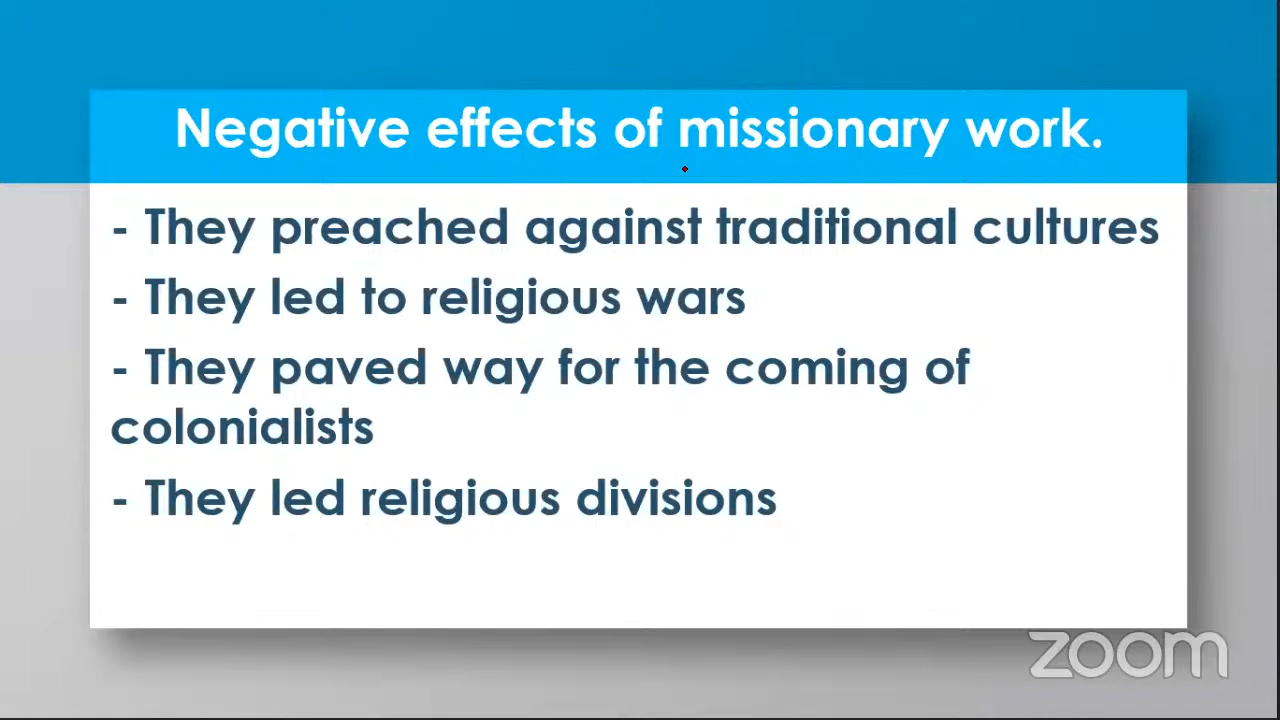 Negative effects of missionary work.
- They preached against traditional cultures
- They led to religious wars
- They paved way for the coming of
colonialists
- They led religious divisions
zoom